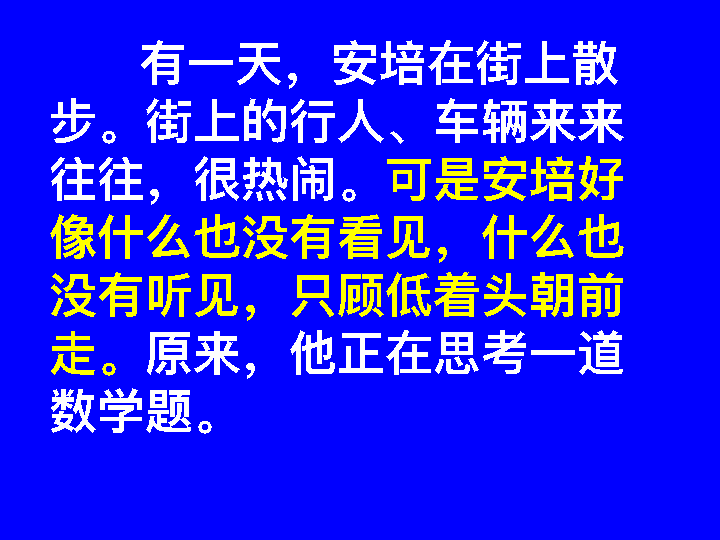 有一天，安培在街上散
步。街上的行人、车辆来来
往往，很热闹。可是安培好
像什么也没有看见，什么也
没有听见，只顾低着头朝前
走。原来，他正在思考一道
数学题。